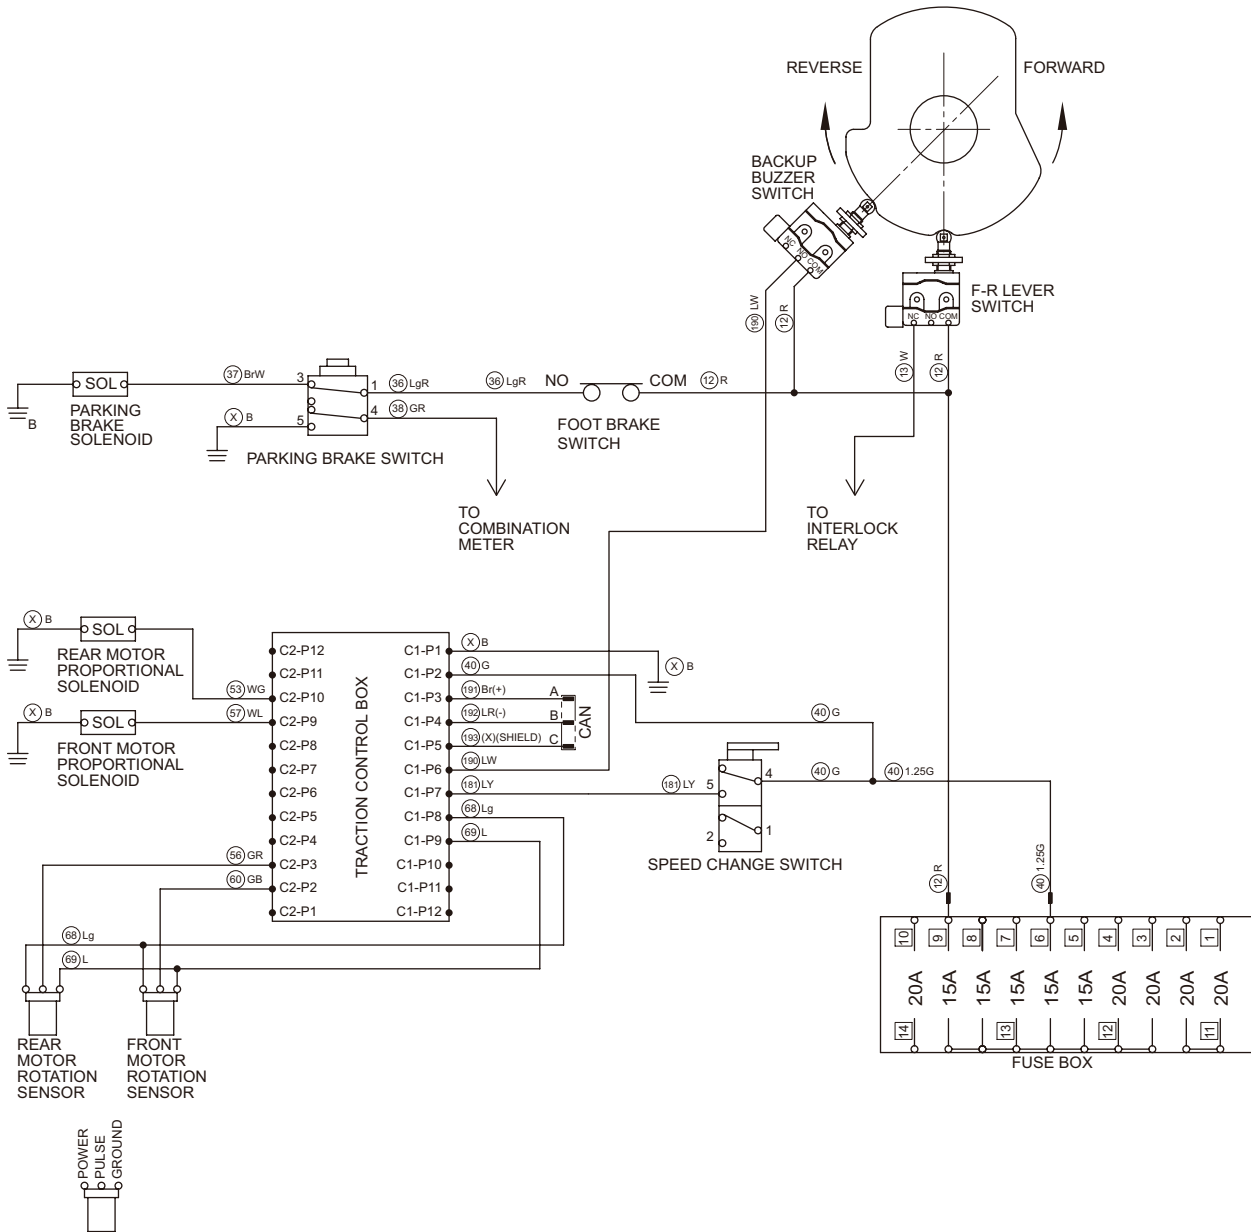 REVERSE
FORWARD
BACKUP
BUZZER
SWITCH
NC
NO
COM
F-R LEVER
SWITCH
NC NO COM
190 LW
12 R
13 W
12 R
SOL
37 BrW
3
1
36 LgR
36 LgR
NO
COM
12 R
B
PARKING
BRAKE
SOLENOID
X B
5
4
38 GR
FOOT BRAKE
SWITCH
PARKING BRAKE SWITCH
TO
COMBINATION
METER
TO
INTERLOCK
RELAY
X B
SOL
REAR MOTOR
PROPORTIONAL
SOLENOID
53 WG
X B
SOL
57 WL
FRONT MOTOR
PROPORTIONAL
SOLENOID
TRACTION CONTROL BOX
C2-P12
C2-P11
C2-P10
C2-P9
C2-P8
C2-P7
C2-P6
C2-P5
C2-P4
C2-P3
C2-P2
C2-P1
C1-P1
C1-P2
C1-P3
C1-P4
C1-P5
C1-P6
C1-P7
C1-P8
C1-P9
C1-P10
C1-P11
C1-P12
X B
40 G
191 Br(+)
192 LR(-)
193 (X)(SHIELD)
190 LW
181 LY
68 Lg
69 L
X B
A
B
C
CAN
40 G
181 LY
5
4
40 G
40 1.25G
2
1
SPEED CHANGE SWITCH
56 GR
60 GB
68 Lg
69 L
REAR
MOTOR
ROTATION
SENSOR
FRONT
MOTOR
ROTATION
SENSOR
12 R
40 1.25G
10 9 8 7 6 5 4 3 2 1
20A 15A 15A 15A 15A 15A 20A 20A 20A 20A
14 13 12 11
FUSE BOX
POWER
PULSE
GROUND